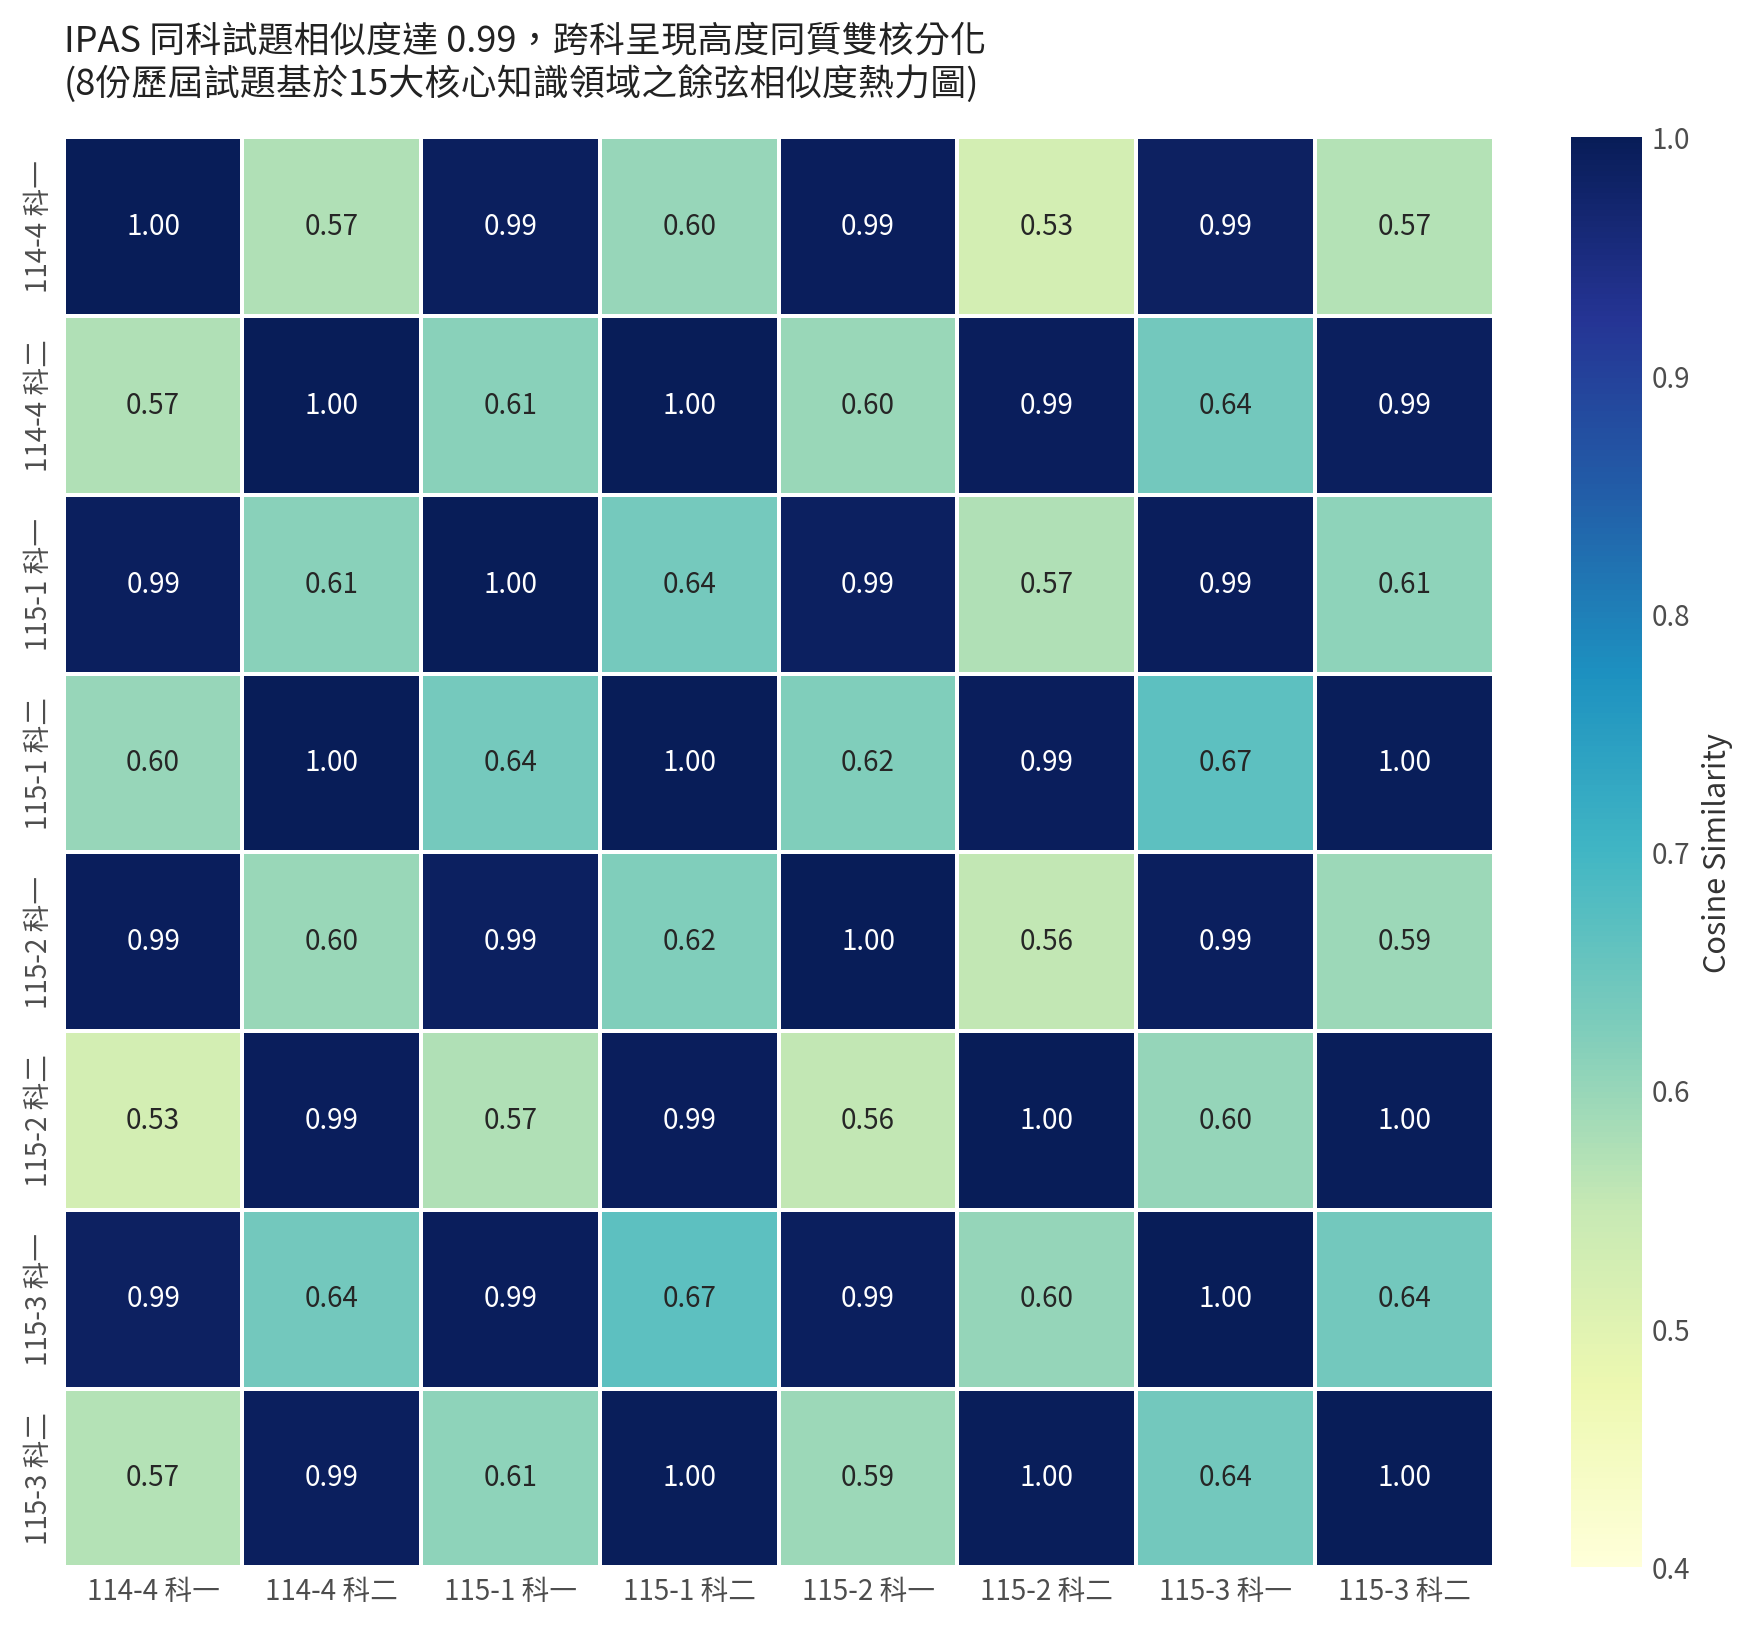 IPAS 同科試題相似度達 0.99，跨科呈現高度同質雙核分化
(8份歷屆試題基於15大核心知識領域之餘弦相似度熱力圖)
114-4 科一
1.00 0.57 0.99 0.60 0.99 0.53 0.99 0.57
114-4 科二
0.57 1.00 0.61 1.00 0.60 0.99 0.64 0.99
115-1 科一
0.99 0.61 1.00 0.64 0.99 0.57 0.99 0.61
115-1 科二
0.60 1.00 0.64 1.00 0.62 0.99 0.67 1.00
115-2 科一
0.99 0.60 0.99 0.62 1.00 0.56 0.99 0.59
115-2 科二
0.53 0.99 0.57 0.99 0.56 1.00 0.60 1.00
115-3 科一
0.99 0.64 0.99 0.67 0.99 0.60 1.00 0.64
115-3 科二
0.57 0.99 0.61 1.00 0.59 1.00 0.64 1.00
114-4 科一 114-4 科二 115-1 科一 115-1 科二 115-2 科一 115-2 科二 115-3 科一 115-3 科二
1.0
0.9
0.8
0.7
0.6
0.5
0.4
Cosine Similarity